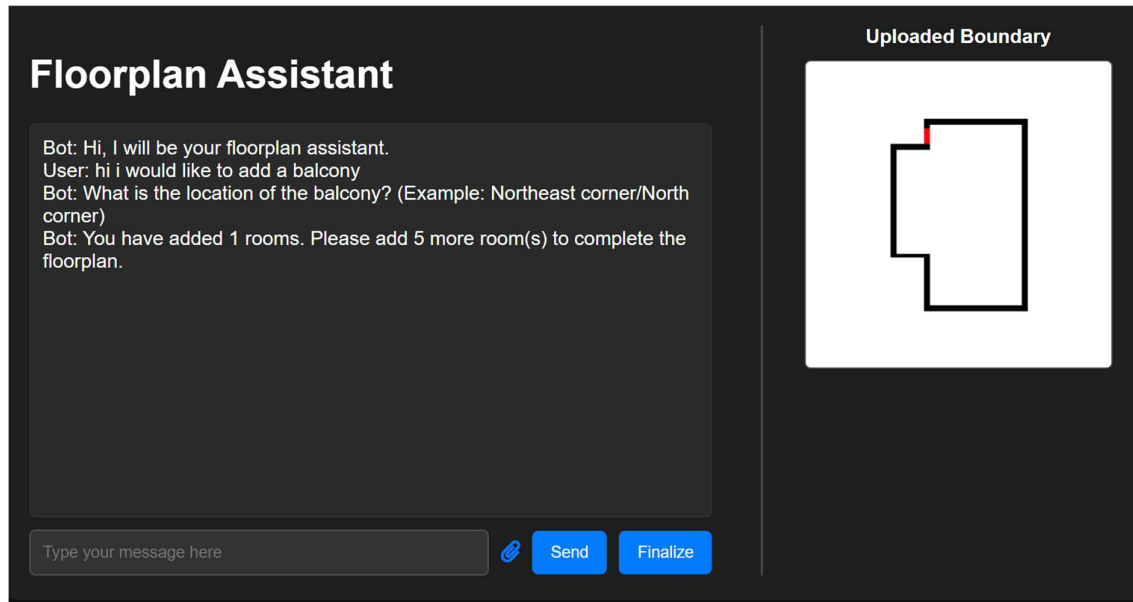 Floorplan Assistant
Bot: Hi, I will be your floorplan assistant.
User: hi i would like to add a balcony
Bot: What is the location of the balcony? (Example: Northeast corner/North
corner)
Bot: You have added 1 rooms. Please add 5 more room(s) to complete the
floorplan.
Type your message here
Send
Finalize
Uploaded Boundary